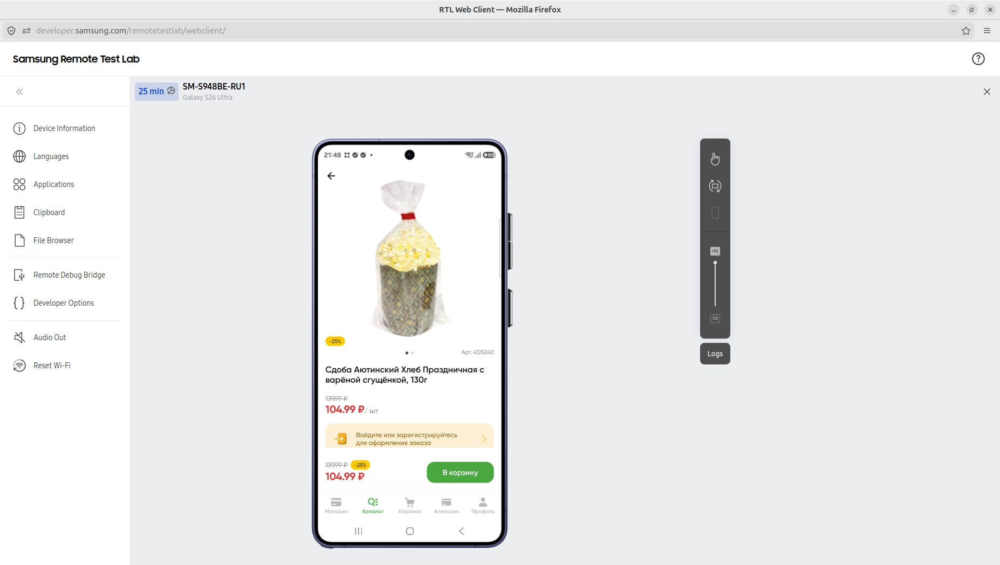 RTL Web Client — Mozilla Firefox
developer.samsung.com/remotetestlab/webclient/
Samsung Remote Test Lab
25 min
SM-S948BE-RU1
Galaxy S26 Ultra
Device Information
Languages
Applications
Clipboard
File Browser
Remote Debug Bridge
Developer Options
Audio Out
Reset Wi-Fi
21:48
80
-25%
Арт. 4125240
Сдоба Аютинский Хлеб Праздничная с
варёной сгущёнкой, 130г
139.99 ₽
104.99 ₽ / шт
Войдите или зарегистрируйтесь
для оформления заказа
139.99 ₽ -25%
104.99 ₽
В корзину
Магазин Каталог Корзина Апельсин Профиль
HQ
LQ
Logs